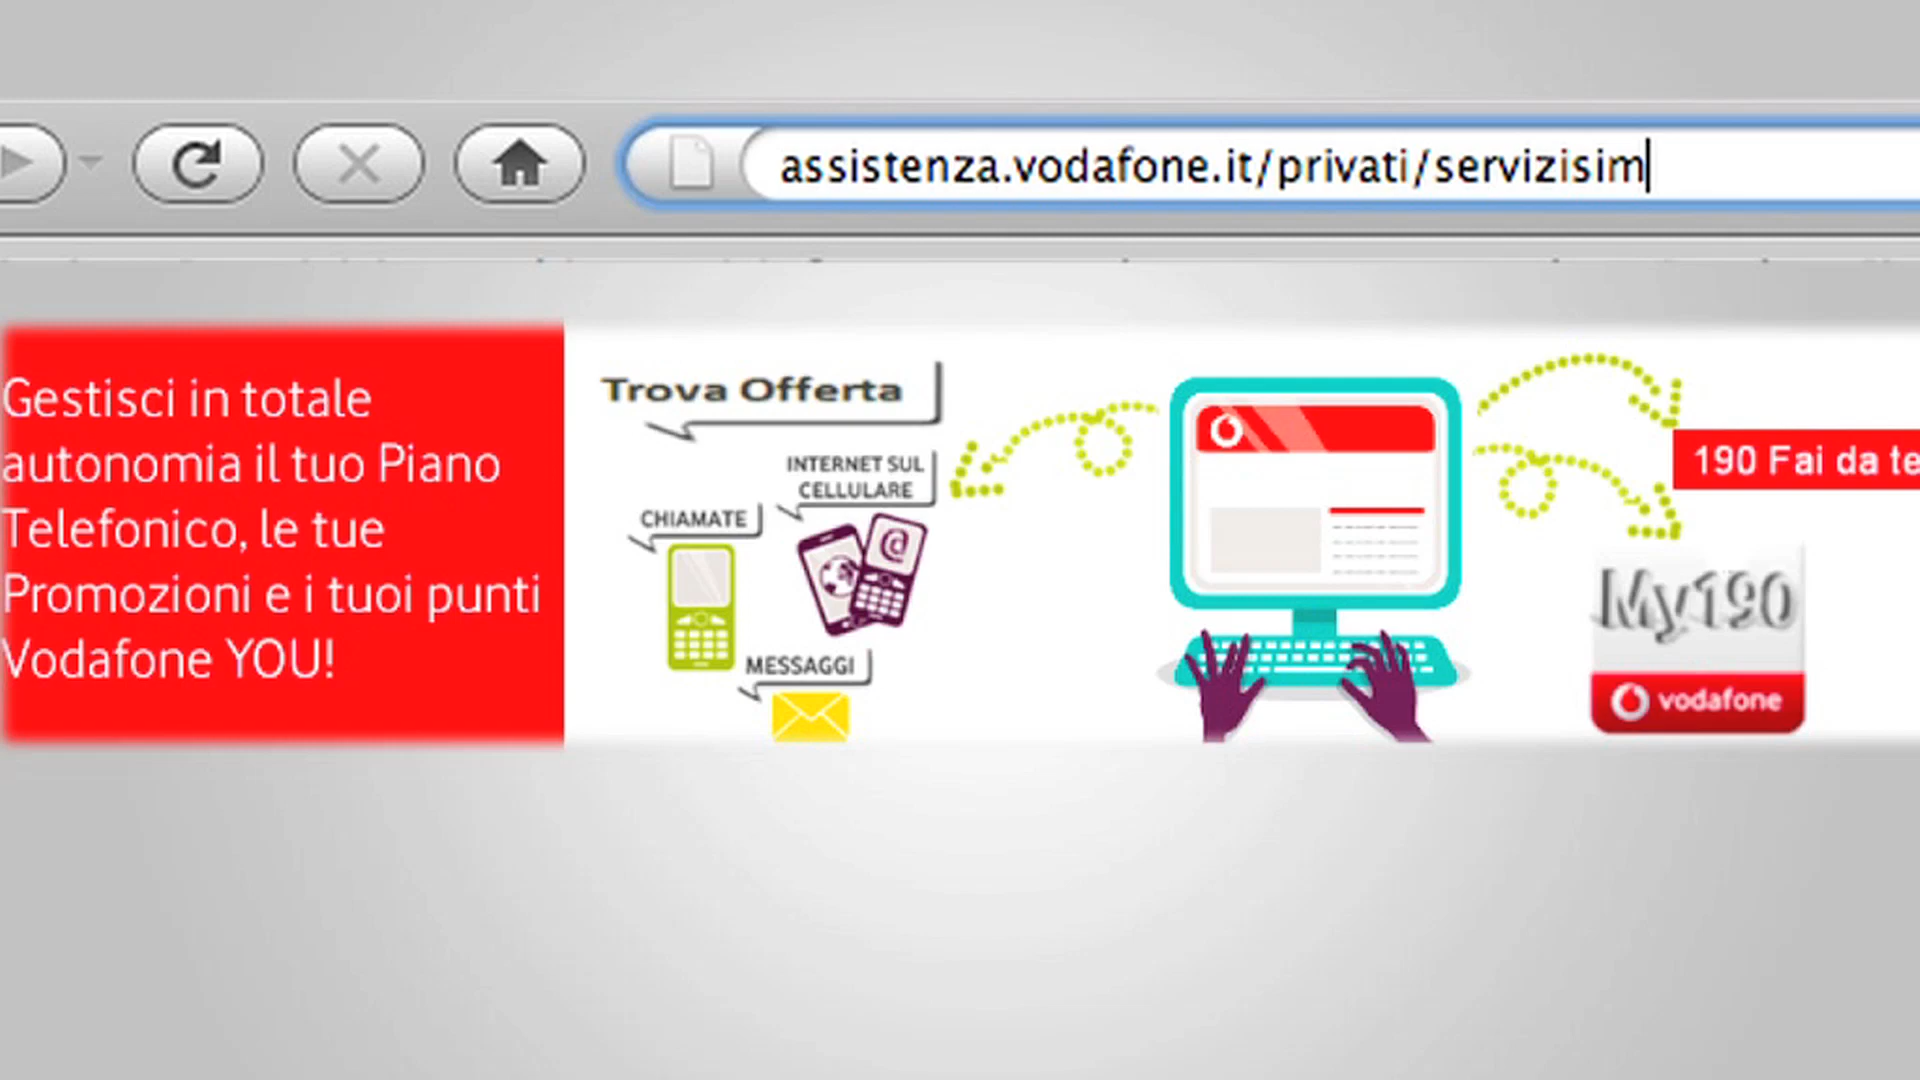 assistenza.vodafone.it/privati/servizisim
Gestisci in totale
autonomia il tuo Piano
Telefonico, le tue
Promozioni e i tuoi punti
Vodafone YOU!
Trova Offerta
INTERNET SUL
CELLULARE
CHIAMATE
@
MESSAGGI
190 Fai da te
My190
vodafone